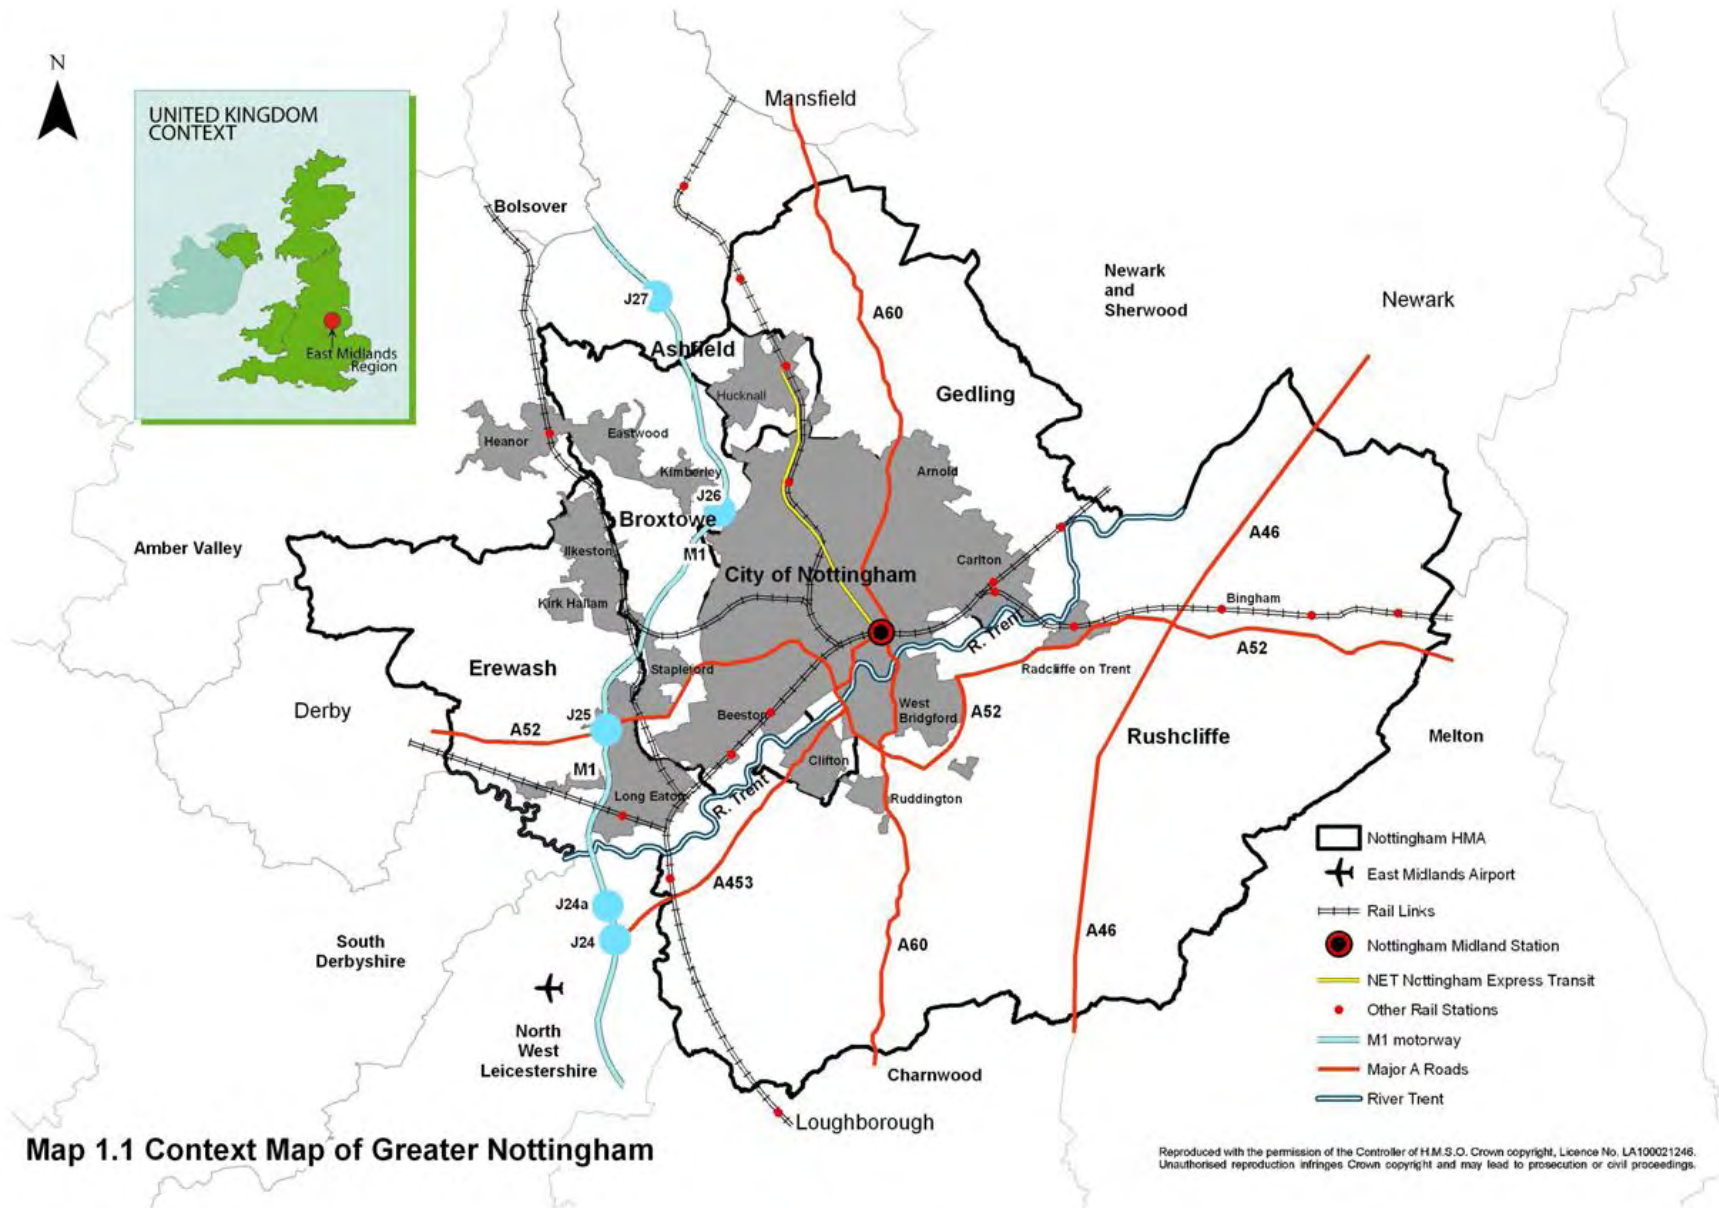 N
UNITED KINGDOM
CONTEXT
East Midlands
Region
Mansfield
Bolsover
J27
A60
Newark
and
Sherwood
Newark
Ashfield
Hucknall
Gedling
Heanor
Eastwood
Kimberley
Arnold
J26
Broxtowe
A46
Amber Valley
Ilkeston
M1
City of Nottingham
Carlton
Kirk Hallam
Bingham
R. Trent
A52
Erewash
Stapleford
Radcliffe on Trent
Derby
J25
A52
Beeston
West
Bridgford
A52
Rushcliffe
Melton
M1
Clifton
Long Eaton
R. Trent
Ruddington
A453
J24a
J24
South
Derbyshire
A60
A46
North
West
Leicestershire
Charnwood
Loughborough
Nottingham HMA
East Midlands Airport
Rail Links
Nottingham Midland Station
NET Nottingham Express Transit
Other Rail Stations
M1 motorway
Major A Roads
River Trent
Map 1.1 Context Map of Greater Nottingham
Reproduced with the permission of the Controller of H.M.S.O. Crown copyright, Licence No. LA100021246.
Unauthorised reproduction infringes Crown copyright and may lead to prosecution or civil proceedings.